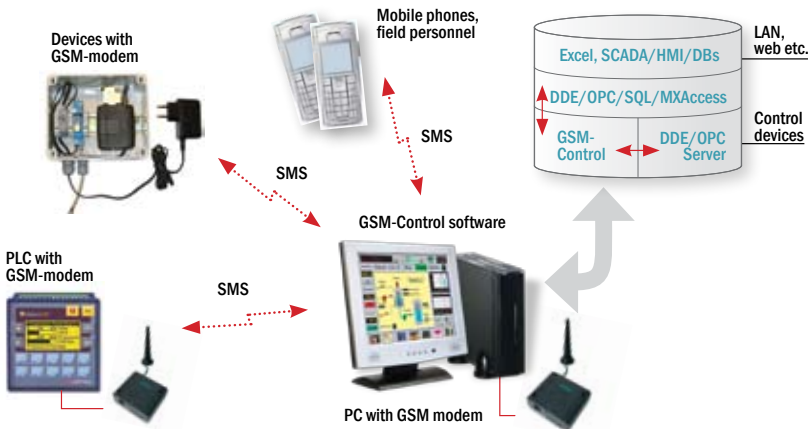 Mobile phones,
field personnel
Devices with
GSM-modem
LAN,
web etc.
Excel, SCADA/HMI/DBs
DDE/OPC/SQL/MXAccess
GSM-
Control
DDE/OPC
Server
Control
devices
SMS
SMS
GSM-Control software
PLC with
GSM-modem
SMS
PC with GSM modem